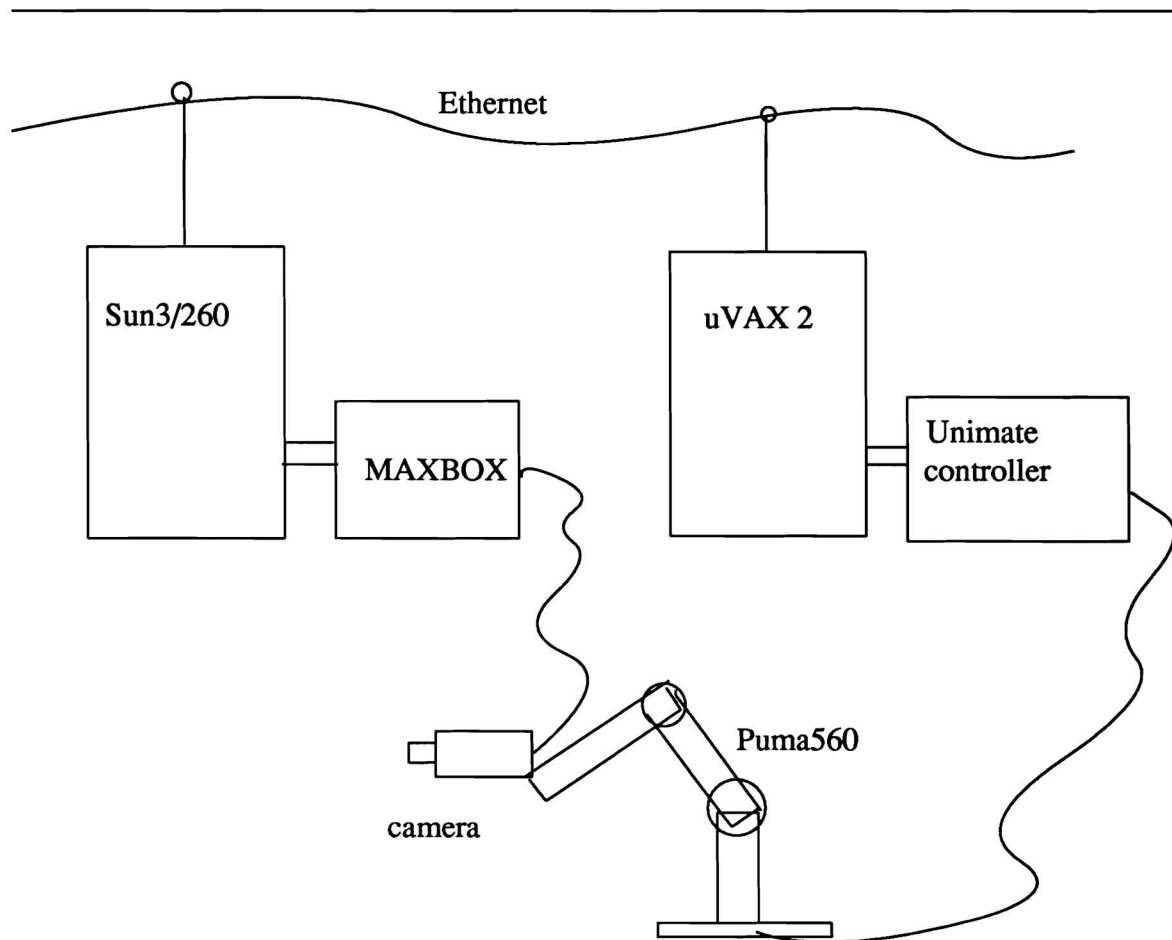 Ethernet
Sun3/260
uVAX 2
MAXBOX
Unimate
controller
Puma560
camera